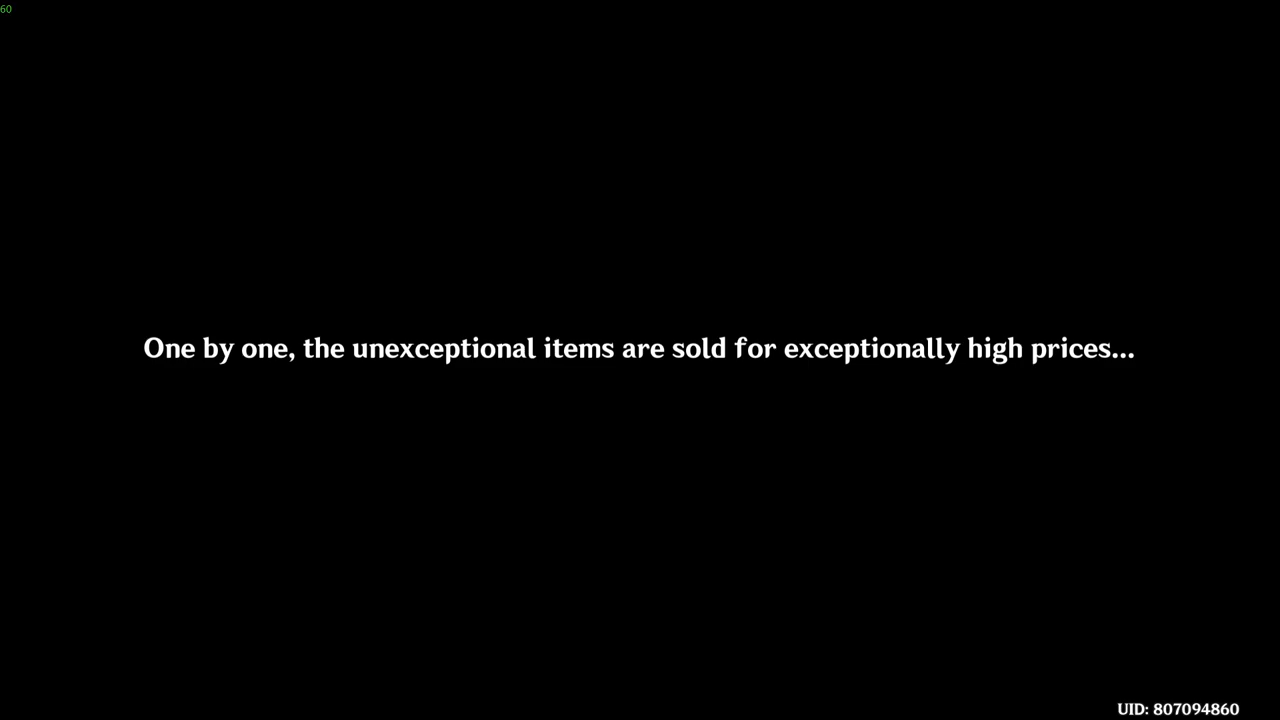 60
One by one, the unexceptional items are sold for exceptionally high prices...
UID: 807094860